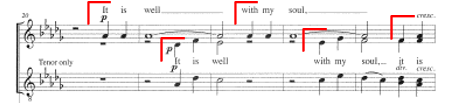 It is well with my soul,
20
p
cresc.
Tenor only
p
It is well with my soul, it is
div. cresc.